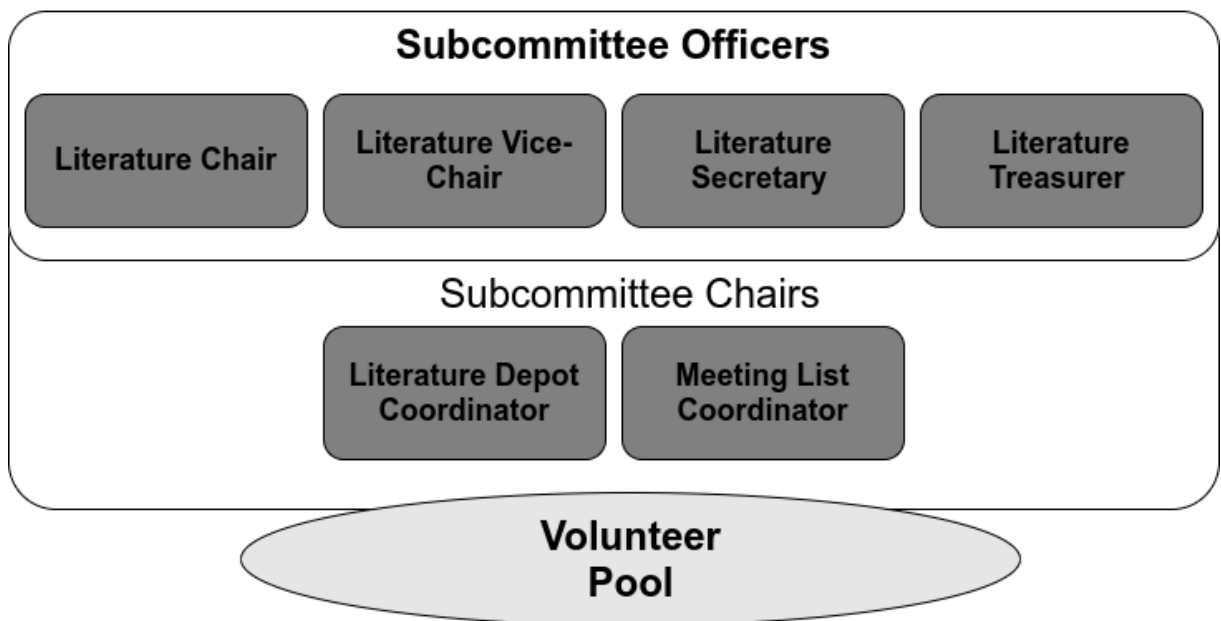 Subcommittee Officers
Literature Chair
Literature Vice-
Chair
Literature
Secretary
Literature
Treasurer
Subcommittee Chairs
Literature Depot
Coordinator
Meeting List
Coordinator
Volunteer
Pool